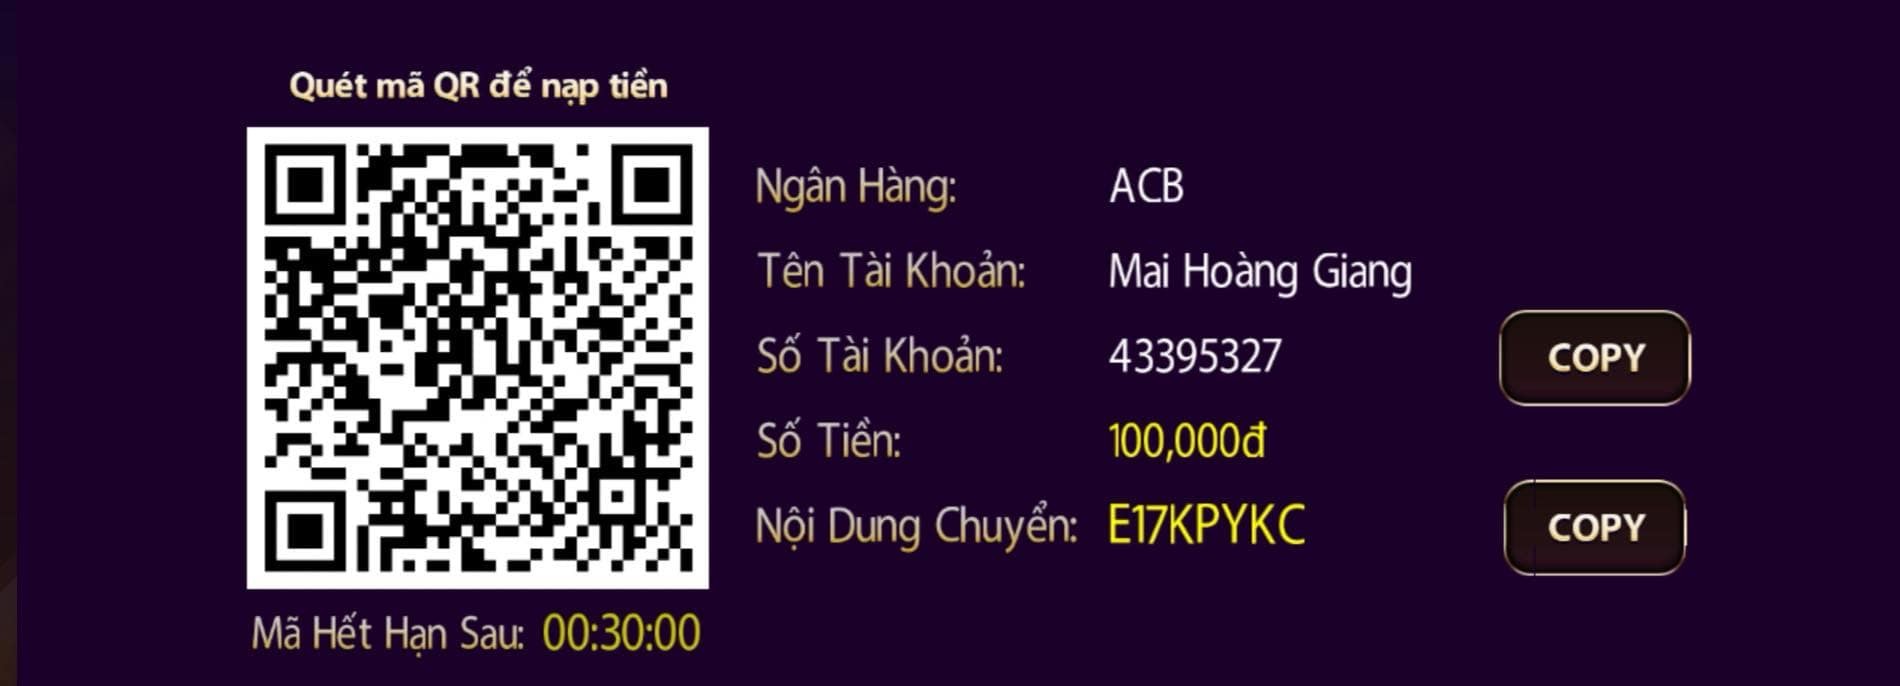 Quét mã QR để nạp tiền
Ngân Hàng: ACB
Tên Tài Khoản: Mai Hoàng Giang
Số Tài Khoản: 43395327 COPY
Số Tiền: 100,000đ
Nội Dung Chuyển: E17KPYKC COPY
Mã Hết Hạn Sau: 00:30:00